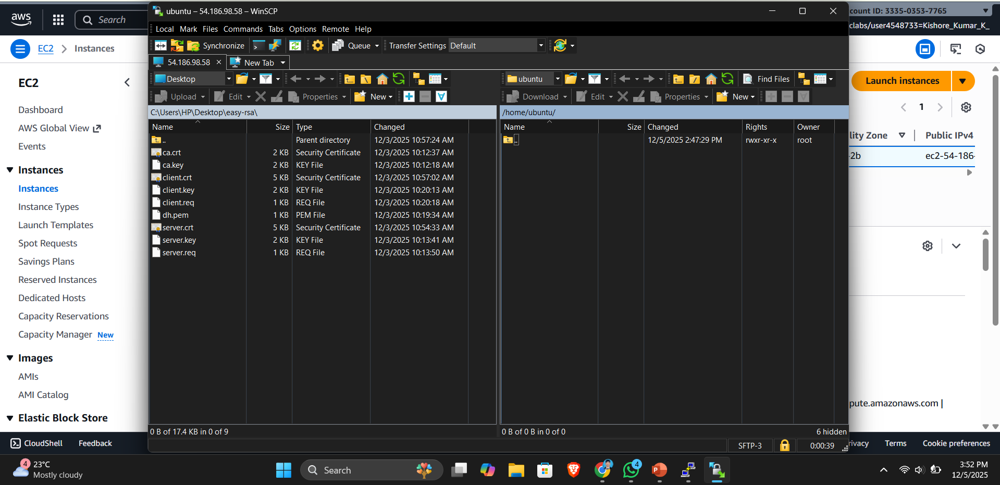 ubuntu – 54.186.98.58 – WinSCP
count ID: 3335-0353-7765
aws
Search
clabs/user4548733=Kishore_Kumar_K_
Local Mark Files Commands Tabs Options Remote Help
Synchronize Queue Transfer Settings Default
EC2 Instances
54.186.98.58 New Tab
Desktop
ubuntu Find Files
Upload Edit Properties New
Download Edit Properties New
Launch instances
1
C:\Users\HP\Desktop\easy-rsa\
/home/ubuntu/
Name Size Type Changed
.. Parent directory 12/3/2025 10:57:24 AM
ca.crt 2 KB Security Certificate 12/3/2025 10:12:37 AM
ca.key 2 KB KEY File 12/3/2025 10:12:18 AM
client.crt 5 KB Security Certificate 12/3/2025 10:57:02 AM
client.key 2 KB KEY File 12/3/2025 10:20:13 AM
client.req 1 KB REQ File 12/3/2025 10:20:18 AM
dh.pem 1 KB PEM File 12/3/2025 10:19:34 AM
server.crt 5 KB Security Certificate 12/3/2025 10:54:33 AM
server.key 2 KB KEY File 12/3/2025 10:13:41 AM
server.req 1 KB REQ File 12/3/2025 10:13:50 AM
0 B of 17.4 KB in 0 of 9
Name Size Changed Rights Owner
.. 12/5/2025 2:47:29 PM rwxr-xr-x root
0 B of 0 B in 0 of 0
6 hidden
SFTP-3 0:00:39
EC2
Dashboard
AWS Global View
Events
Instances
Instances
Instance Types
Launch Templates
Spot Requests
Savings Plans
Reserved Instances
Dedicated Hosts
Capacity Reservations
Capacity Manager New
Images
AMIs
AMI Catalog
Elastic Block Store
lity Zone Public IPv4
-2b ec2-54-186-
pute.amazonaws.com |
CloudShell Feedback
rivacy Terms Cookie preferences
4
23°C
Mostly cloudy
Search
4
P
3:52 PM
12/5/2025